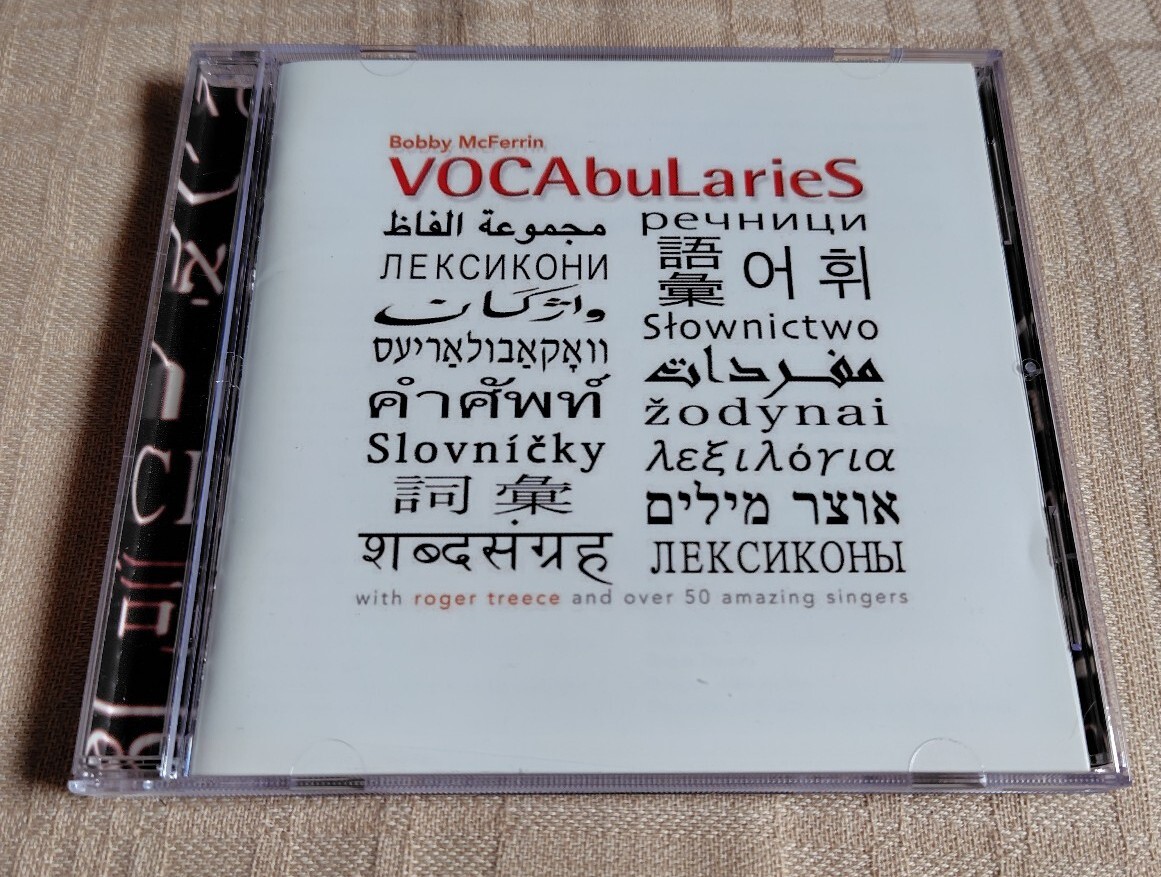 Bobby McFerrin
VOCAbuLarieS
مجموعة الفاظ
ЛЕКСИКОНИ
واژگان
וואָקאַבולאַריעס
คำศัพท์
Slovníčky
詞彙
शब्दसंग्रह
речници
語彙
어휘
Słownictwo
مفردات
žodynai
λεξιλόγια
אוצר מילים
ЛЕКСИКОНЫ
with roger treece and over 50 amazing singers